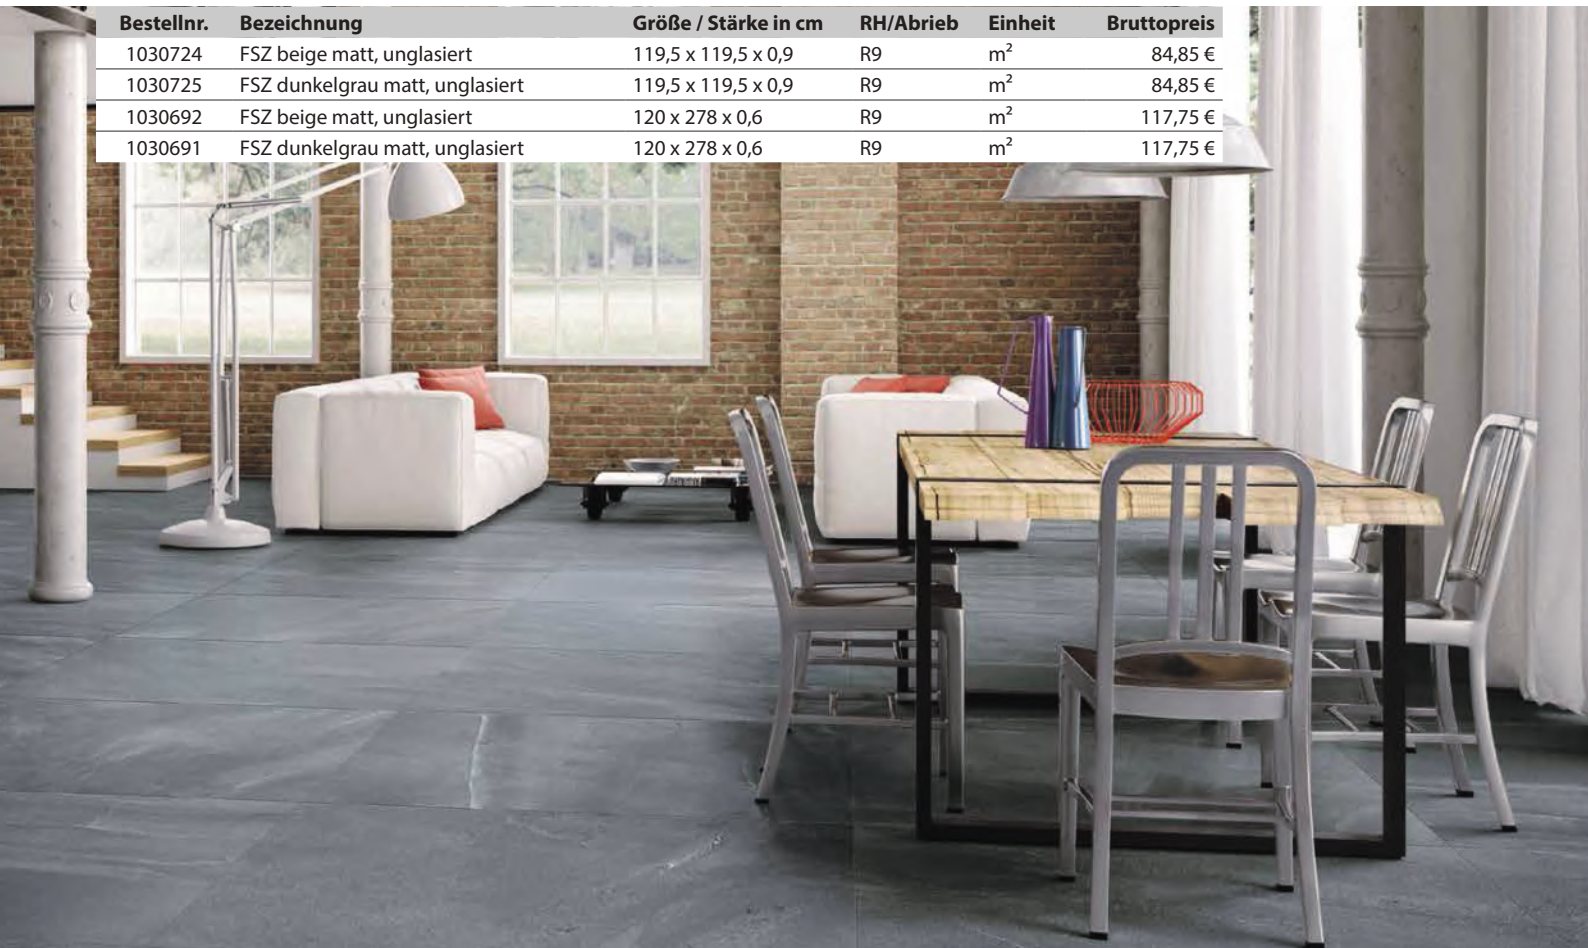 Bestellnr. Bezeichnung Größe / Stärke in cm RH/Abrieb Einheit Bruttopreis
1030724 FSZ beige matt, unglasiert 119,5 x 119,5 x 0,9 R9 m² 84,85 €
1030725 FSZ dunkelgrau matt, unglasiert 119,5 x 119,5 x 0,9 R9 m² 84,85 €
1030692 FSZ beige matt, unglasiert 120 x 278 x 0,6 R9 m² 117,75 €
1030691 FSZ dunkelgrau matt, unglasiert 120 x 278 x 0,6 R9 m² 117,75 €